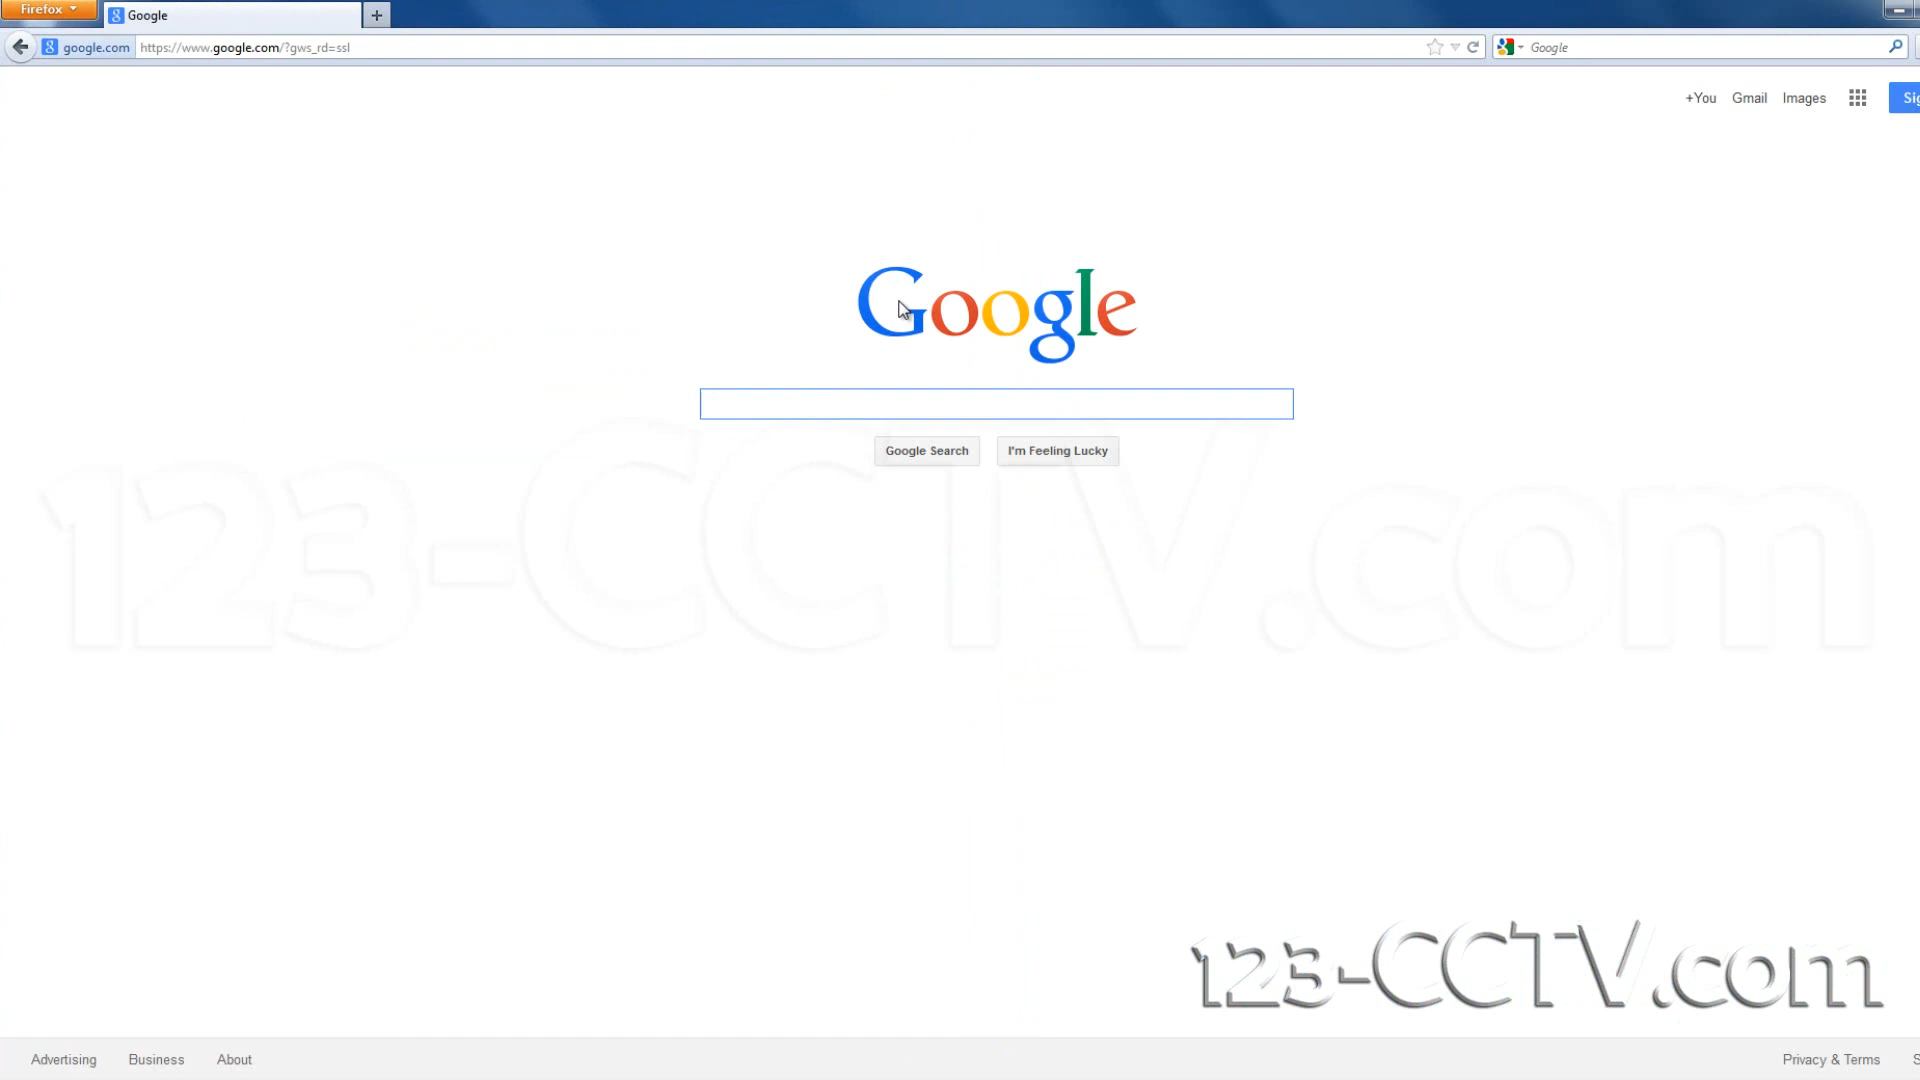 Firefox
Google
google.com https://www.google.com/?gws_rd=ssl
Google
+You Gmail Images
Google
Google Search I'm Feeling Lucky
123-CCTV.com
123-CCTV.com
Advertising Business About Privacy & Terms